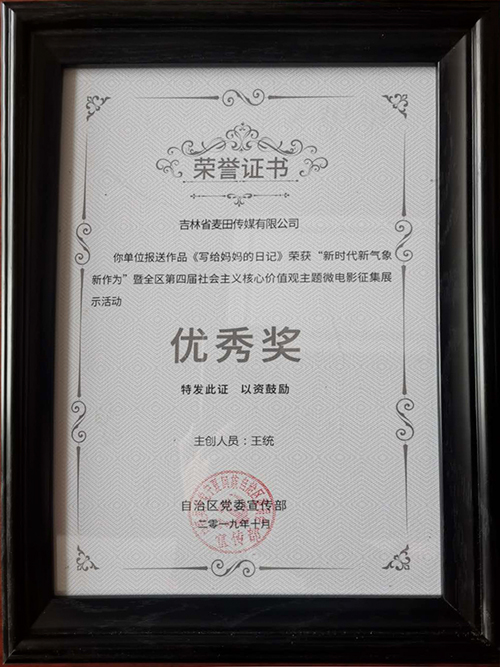 荣誉证书
吉林省麦田传媒有限公司
你单位报送作品《写给妈妈的日记》荣获“新时代新气象
新作为”暨全区第四届社会主义核心价值观主题微电影征集展
示活动
优秀奖
特发此证 以资鼓励
主创人员：王统
自治区党委宣传部
二零一九年十月